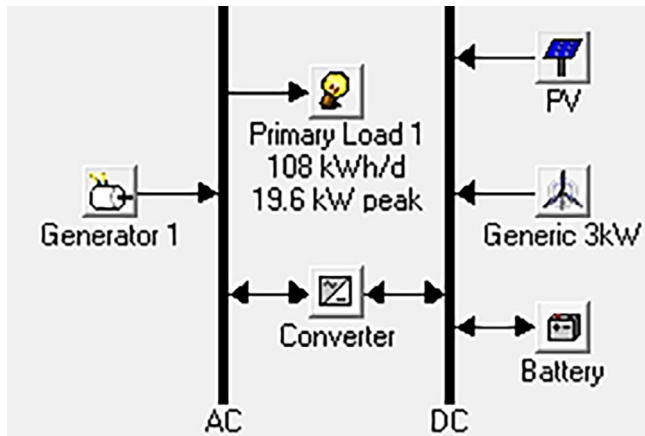 PV
Primary Load 1
108 kWh/d
19.6 kW peak
Generator 1
Generic 3kW
Converter
Battery
AC
DC